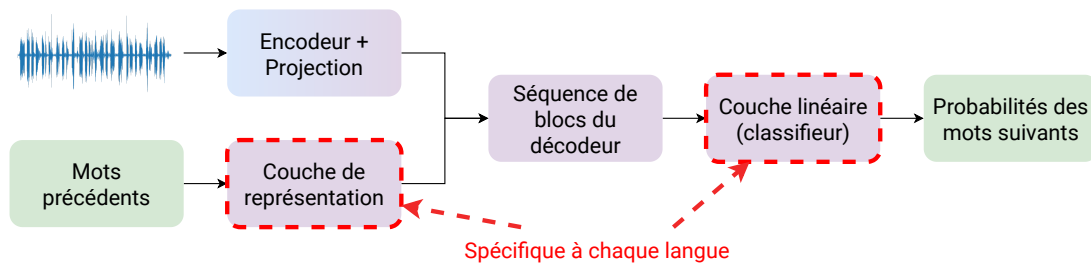 Encodeur +
Projection
Mots
précédents
Couche de
représentation
Séquence de
blocs du
décodeur
Couche linéaire
(classifieur)
Probabilités des
mots suivants
Spécifique à chaque langue